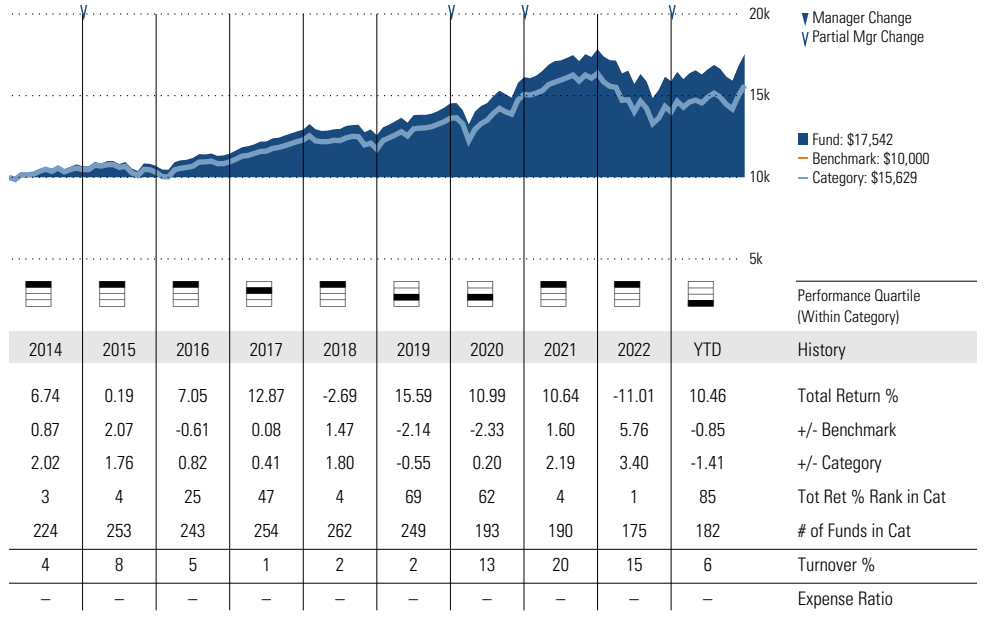 20k
Manager Change
Partial Mgr Change
15k
Fund: $17,542
Benchmark: $10,000
10k
Category: $15,629
5k
Performance Quartile
(Within Category)
2014 2015 2016 2017 2018 2019 2020 2021 2022 YTD History
6.74 0.19 7.05 12.87 -2.69 15.59 10.99 10.64 -11.01 10.46 Total Return %
0.87 2.07 -0.61 0.08 1.47 -2.14 -2.33 1.60 5.76 -0.85 +/- Benchmark
2.02 1.76 0.82 0.41 1.80 -0.55 0.20 2.19 3.40 -1.41 +/- Category
3 4 25 47 4 69 62 4 1 85 Tot Ret % Rank in Cat
224 253 243 254 262 249 193 190 175 182 # of Funds in Cat
4 8 5 1 2 2 13 20 15 6 Turnover %
– – – – – – – – – – Expense Ratio